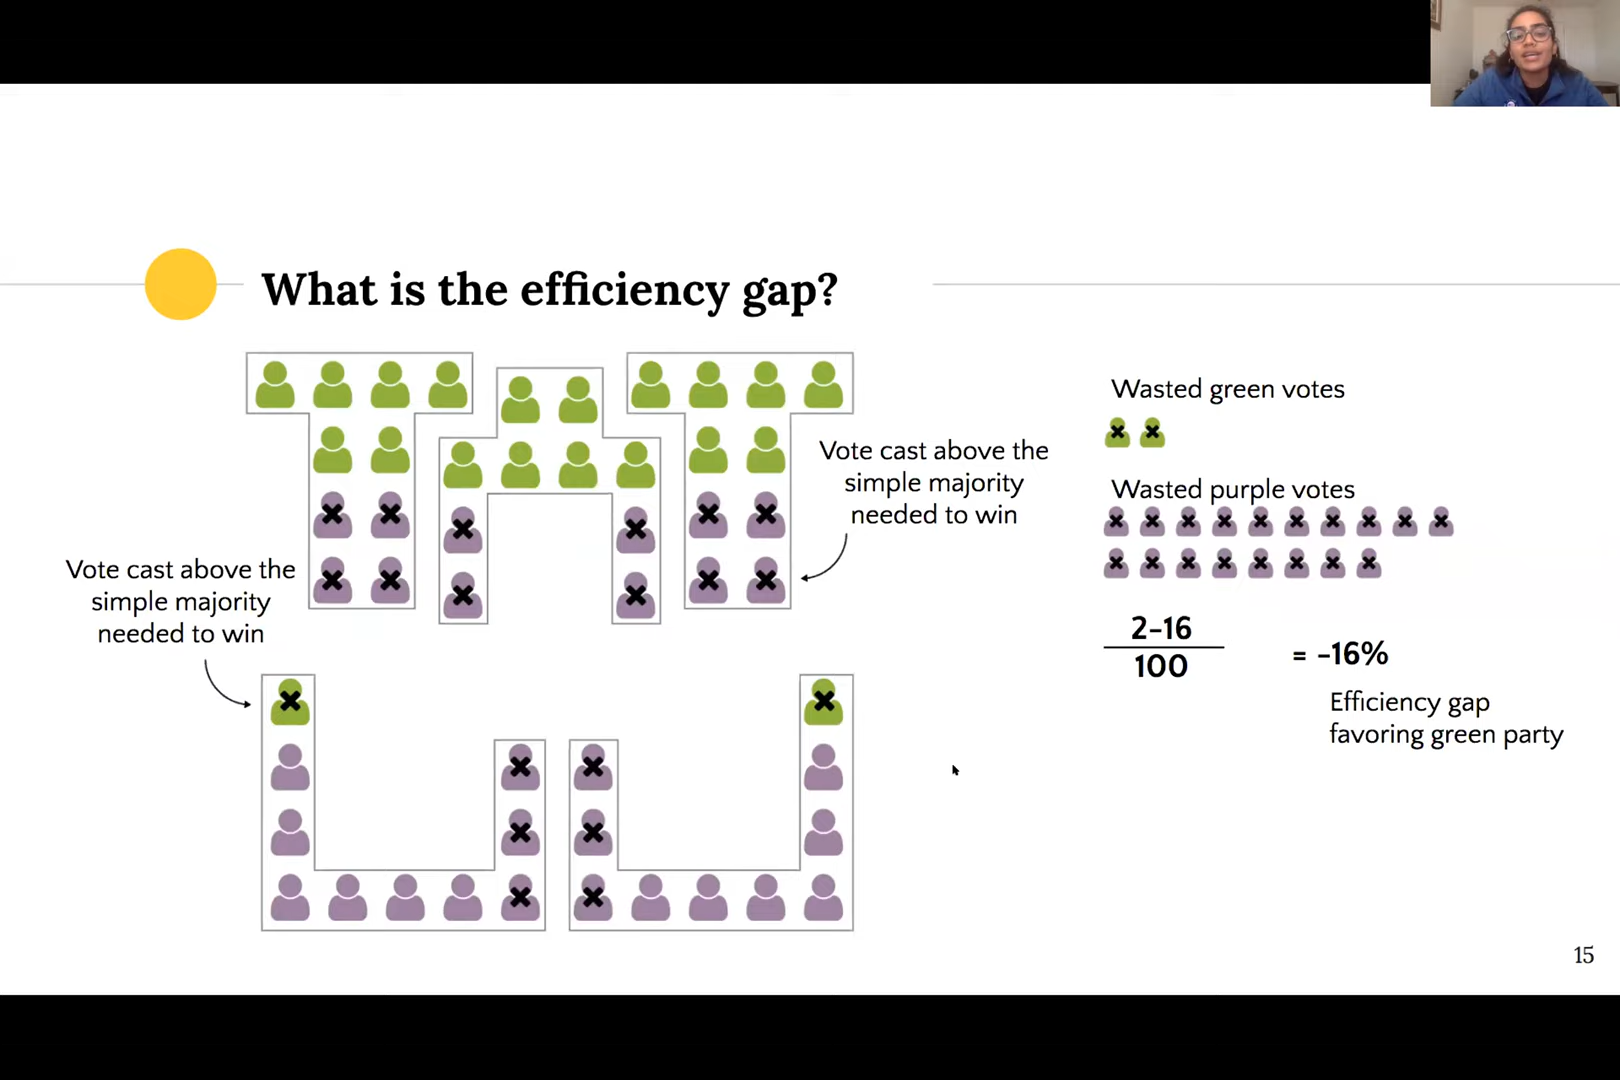 What is the efficiency gap?
Vote cast above the
simple majority
needed to win
Vote cast above the
simple majority
needed to win
Wasted green votes
Wasted purple votes
2-16
100
= -16%
Efficiency gap
favoring green party
15